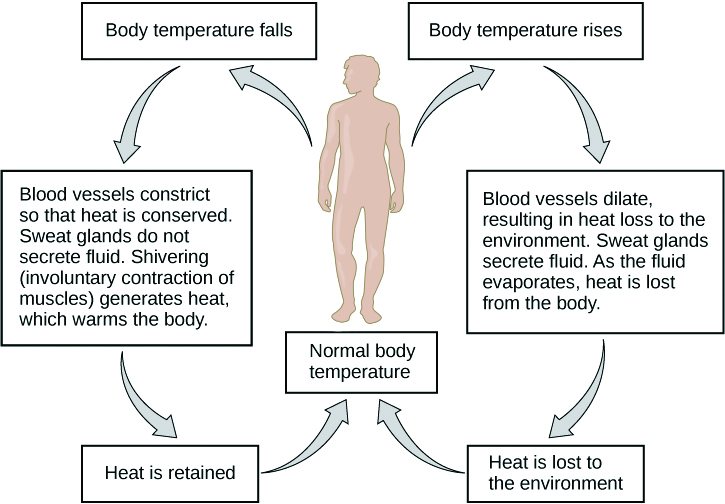 Body temperature falls
Body temperature rises
Blood vessels constrict
so that heat is conserved.
Sweat glands do not
secrete fluid. Shivering
(involuntary contraction of
muscles) generates heat,
which warms the body.
Blood vessels dilate,
resulting in heat loss to the
environment. Sweat glands
secrete fluid. As the fluid
evaporates, heat is lost
from the body.
Normal body
temperature
Heat is retained
Heat is lost to
the environment